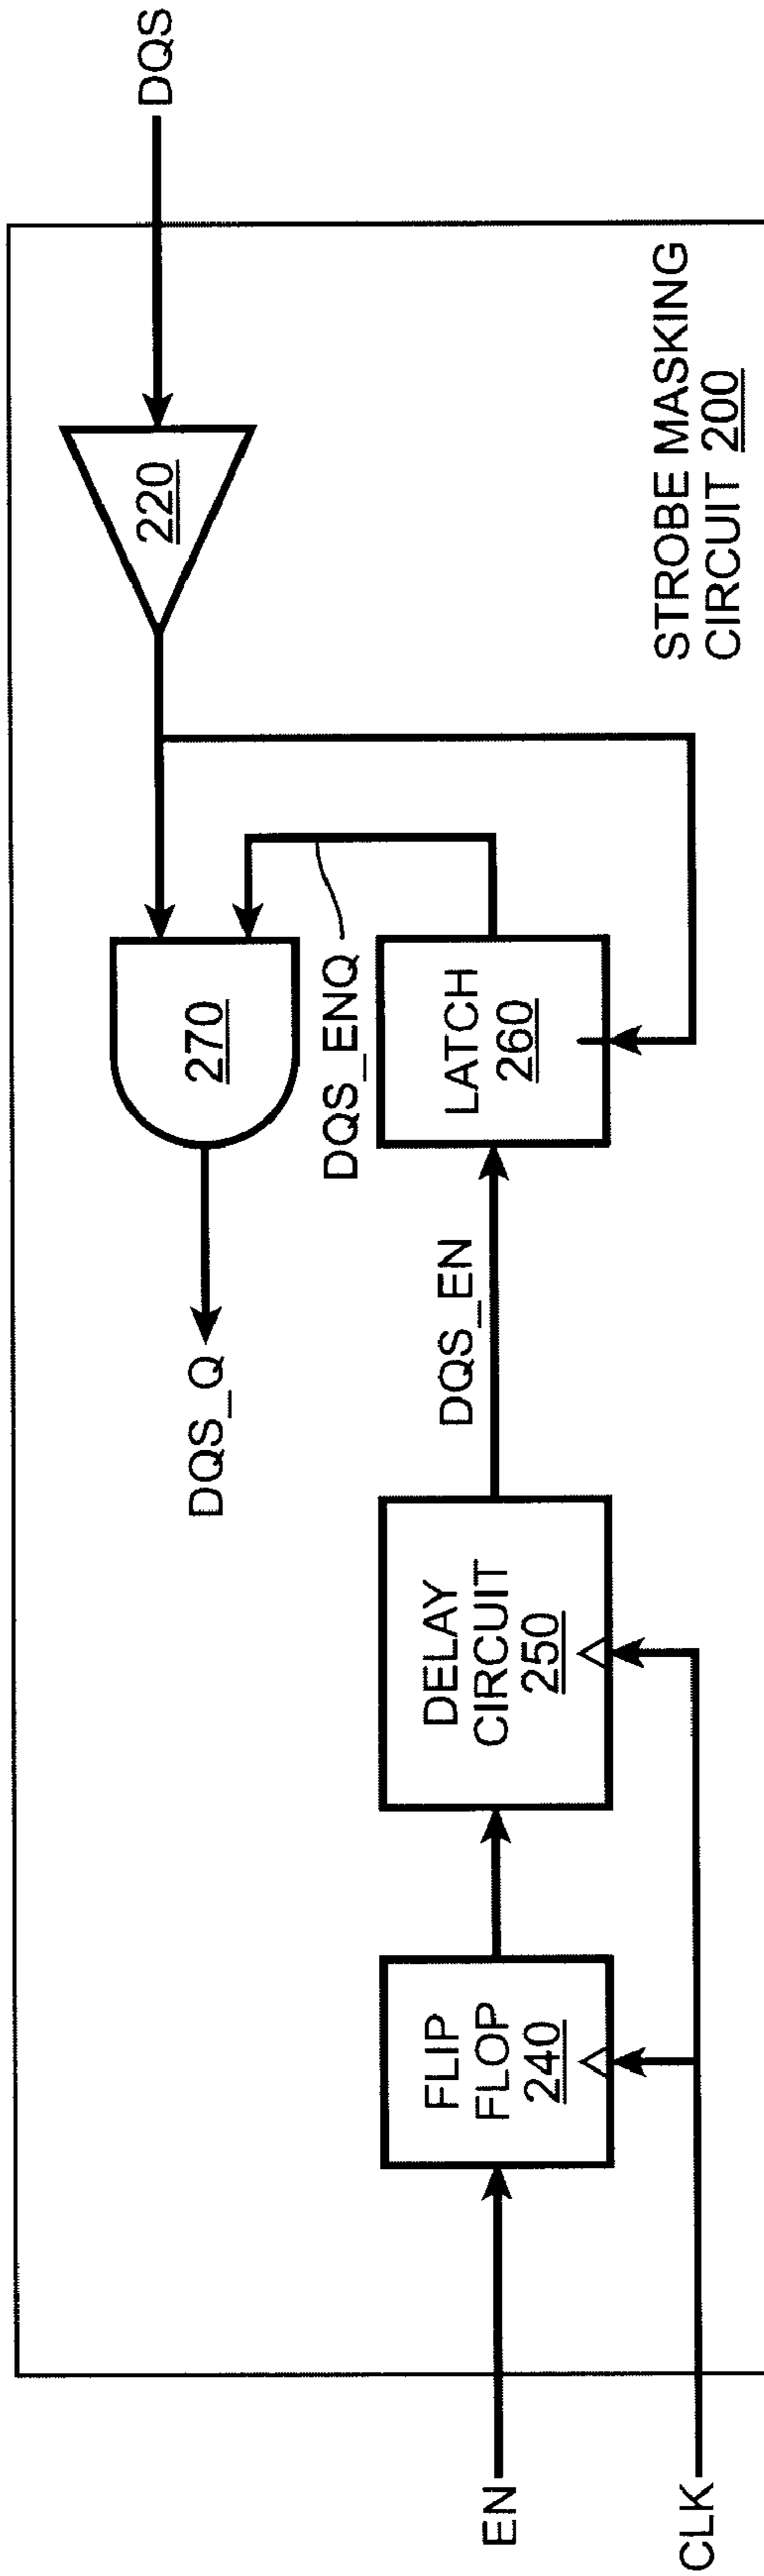 DQS
220
DQS_Q
270
DQS_ENQ
LATCH
260
DQS_EN
DELAY
CIRCUIT
250
FLIP
FLOP
240
EN
CLK
STROBE MASKING
CIRCUIT 200